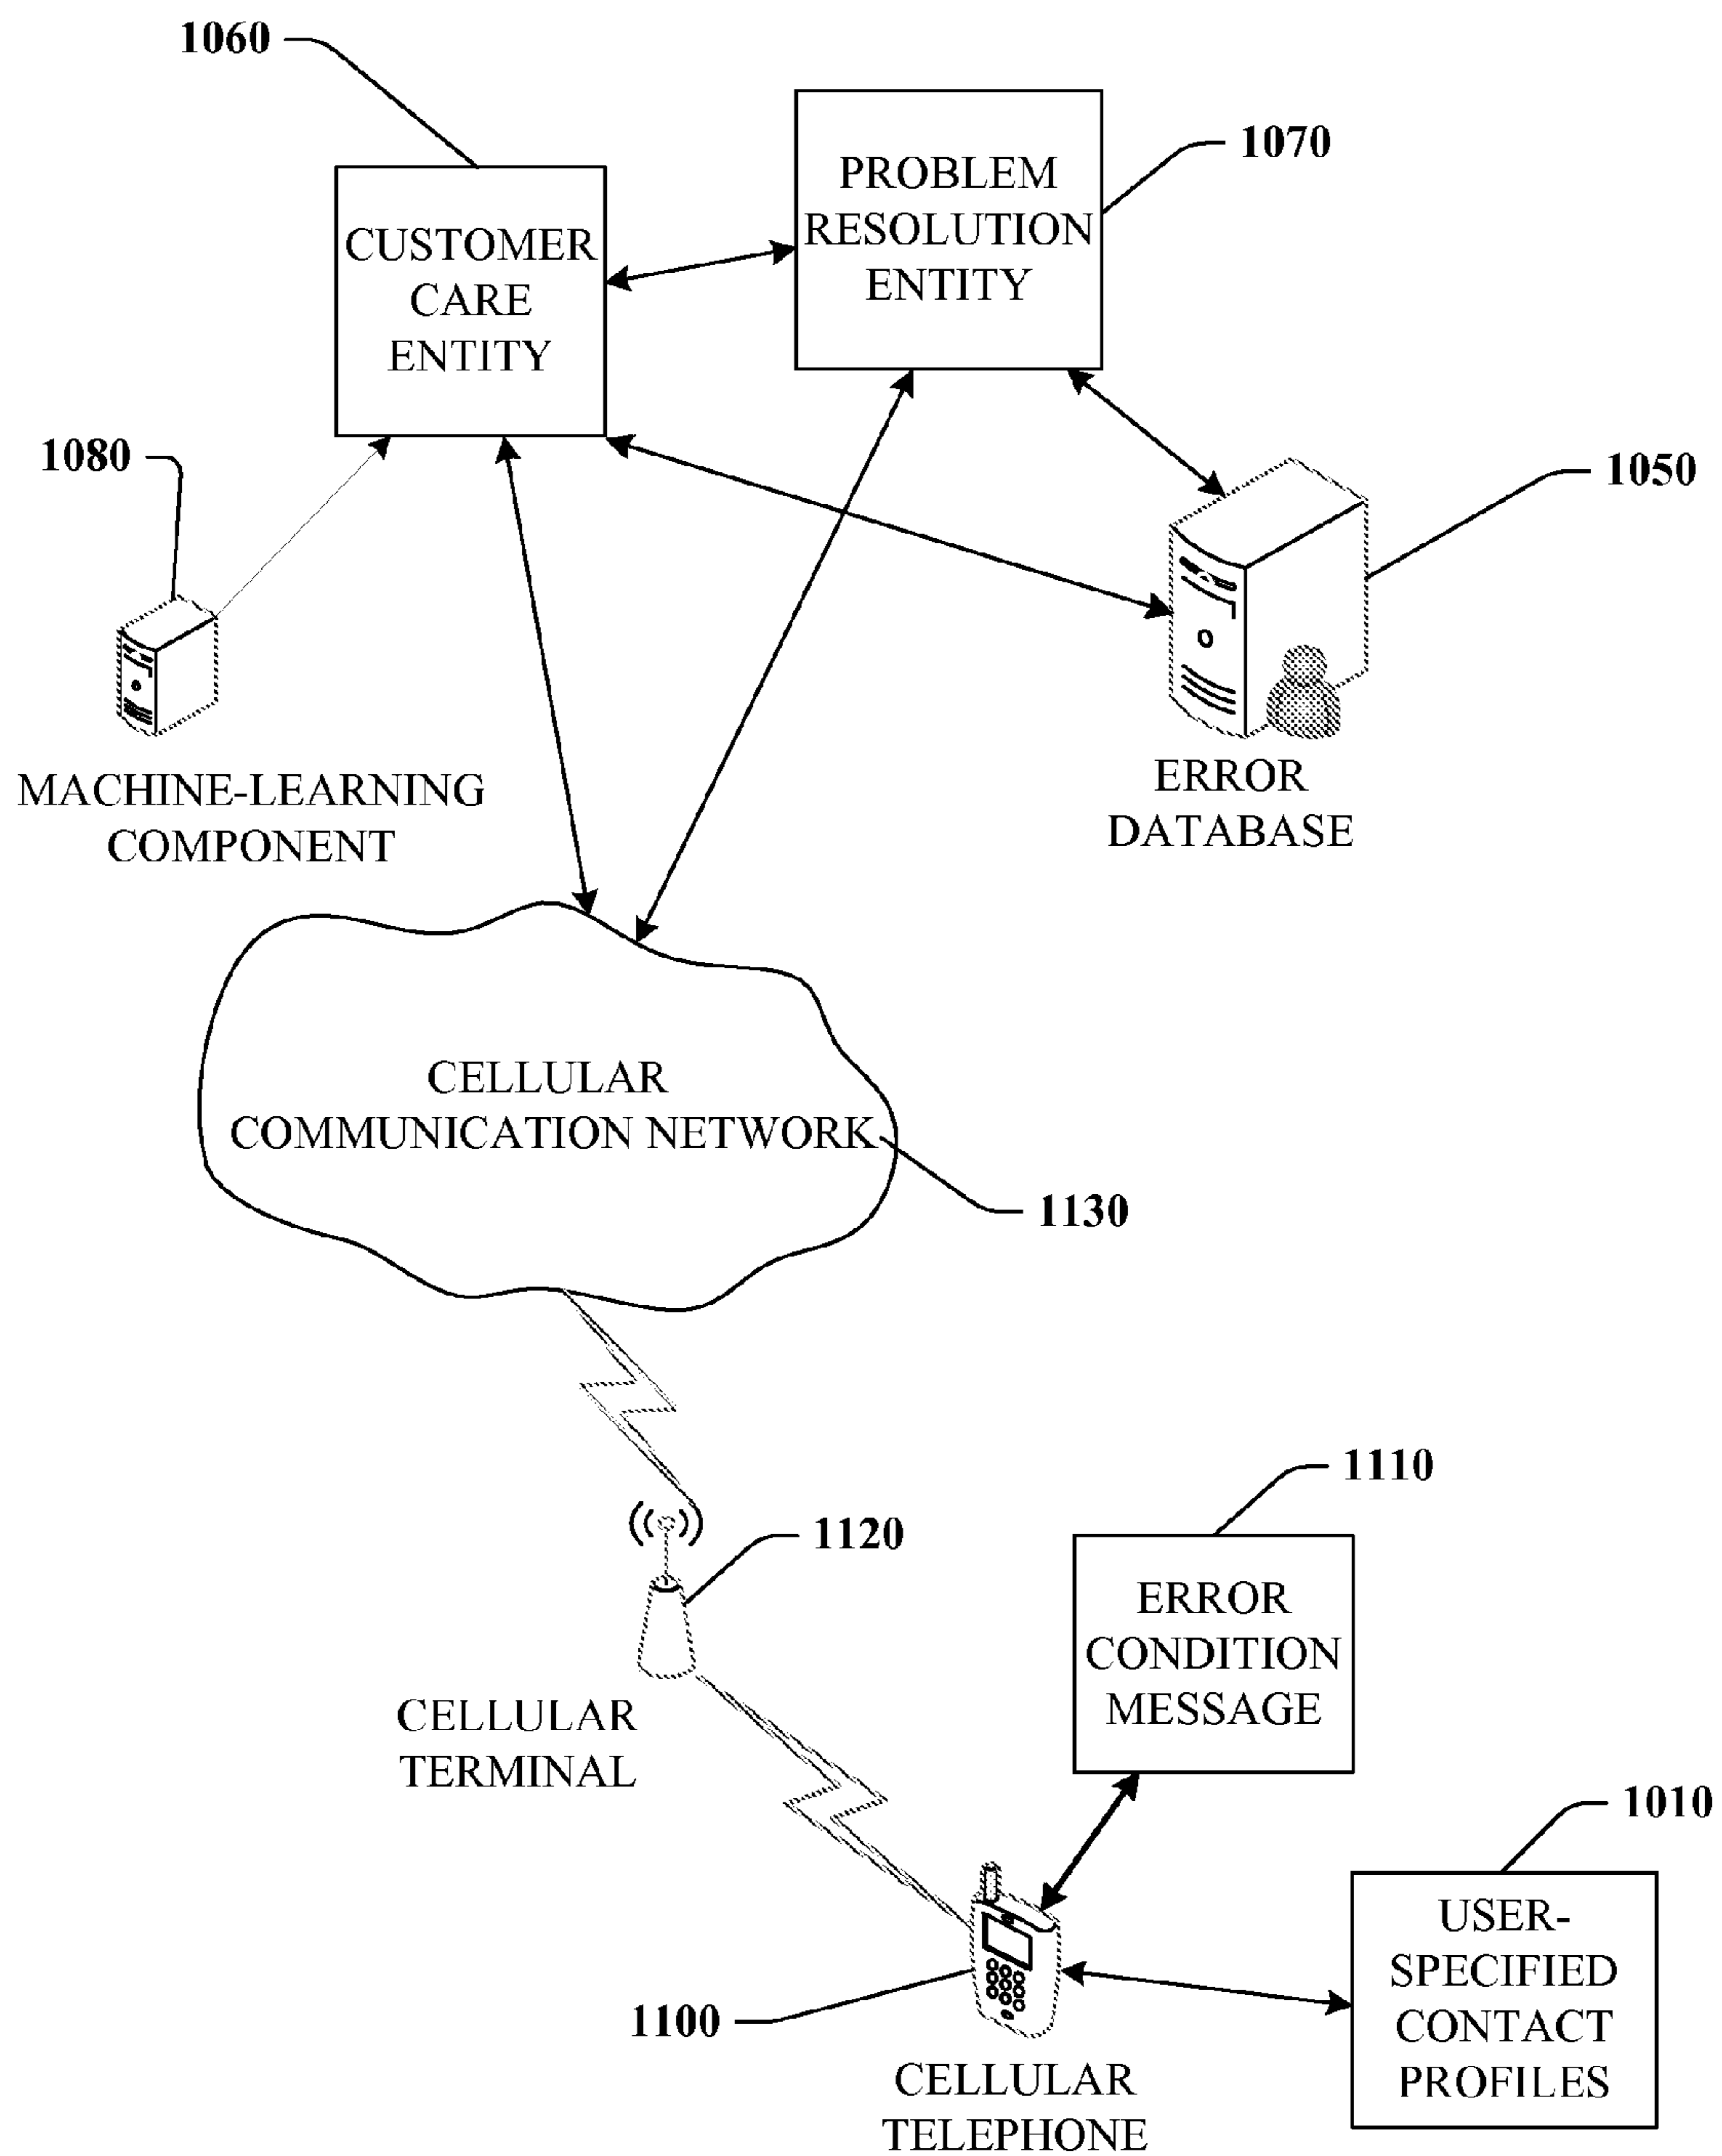 1060
1070
PROBLEM
RESOLUTION
ENTITY
CUSTOMER
CARE
ENTITY
1080
1050
MACHINE-LEARNING
COMPONENT
ERROR
DATABASE
CELLULAR
COMMUNICATION NETWORK
1130
1110
1120
ERROR
CONDITION
MESSAGE
CELLULAR
TERMINAL
1010
USER-
SPECIFIED
CONTACT
PROFILES
1100
CELLULAR
TELEPHONE